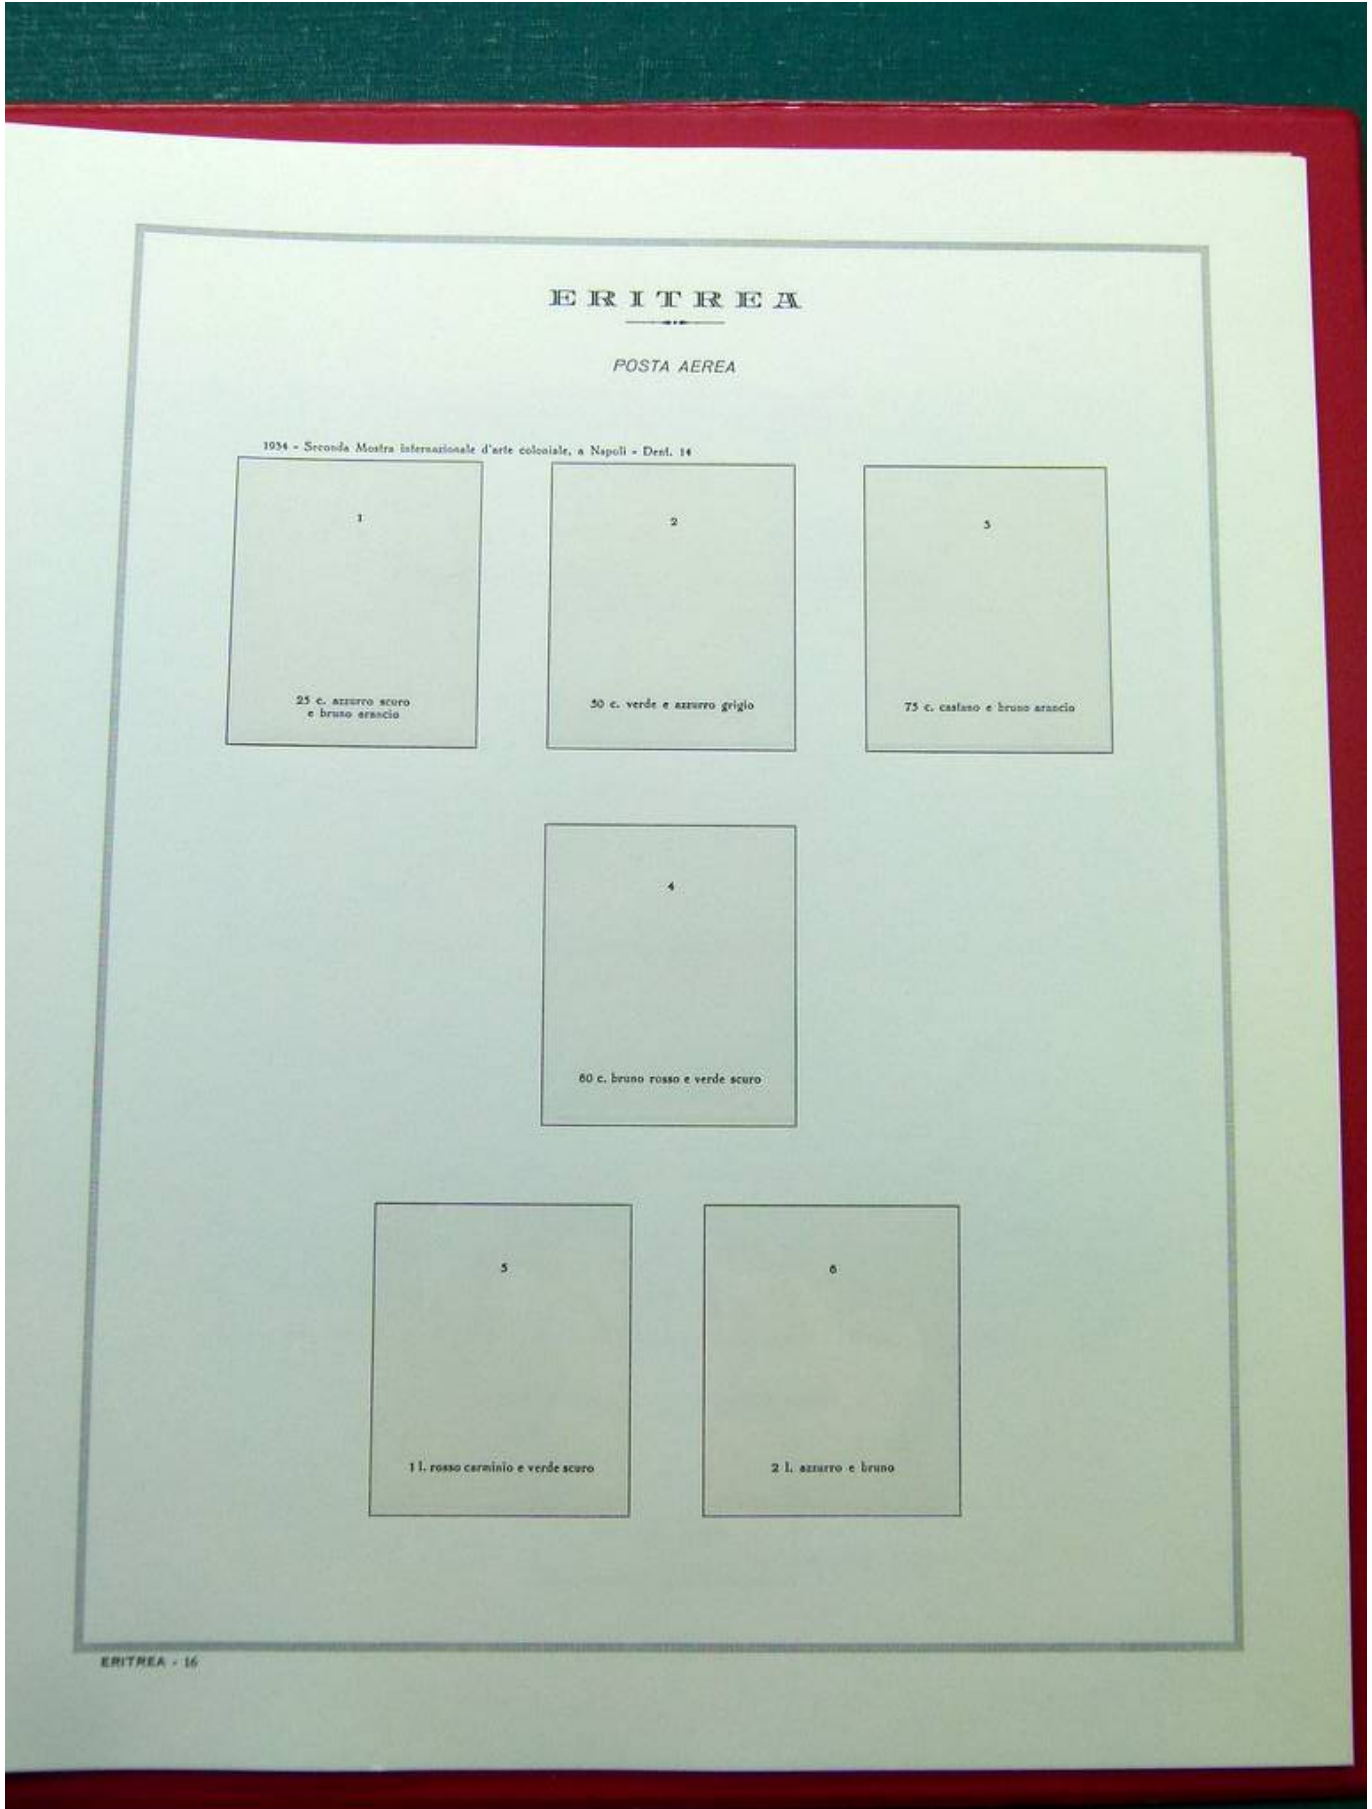 ERITREA
POSTA AEREA
1934 - Seconda Mostra internazionale d'arte coloniale, a Napoli - Dent. 14
1
2
3
25 c. azzurro scuro
e bruno arancio
50 c. verde e azzurro grigio
75 c. castano e bruno arancio
4
80 c. bruno rosso e verde scuro
5
6
1 l. rosso carminio e verde scuro
2 l. azzurro e bruno
ERITREA - 16